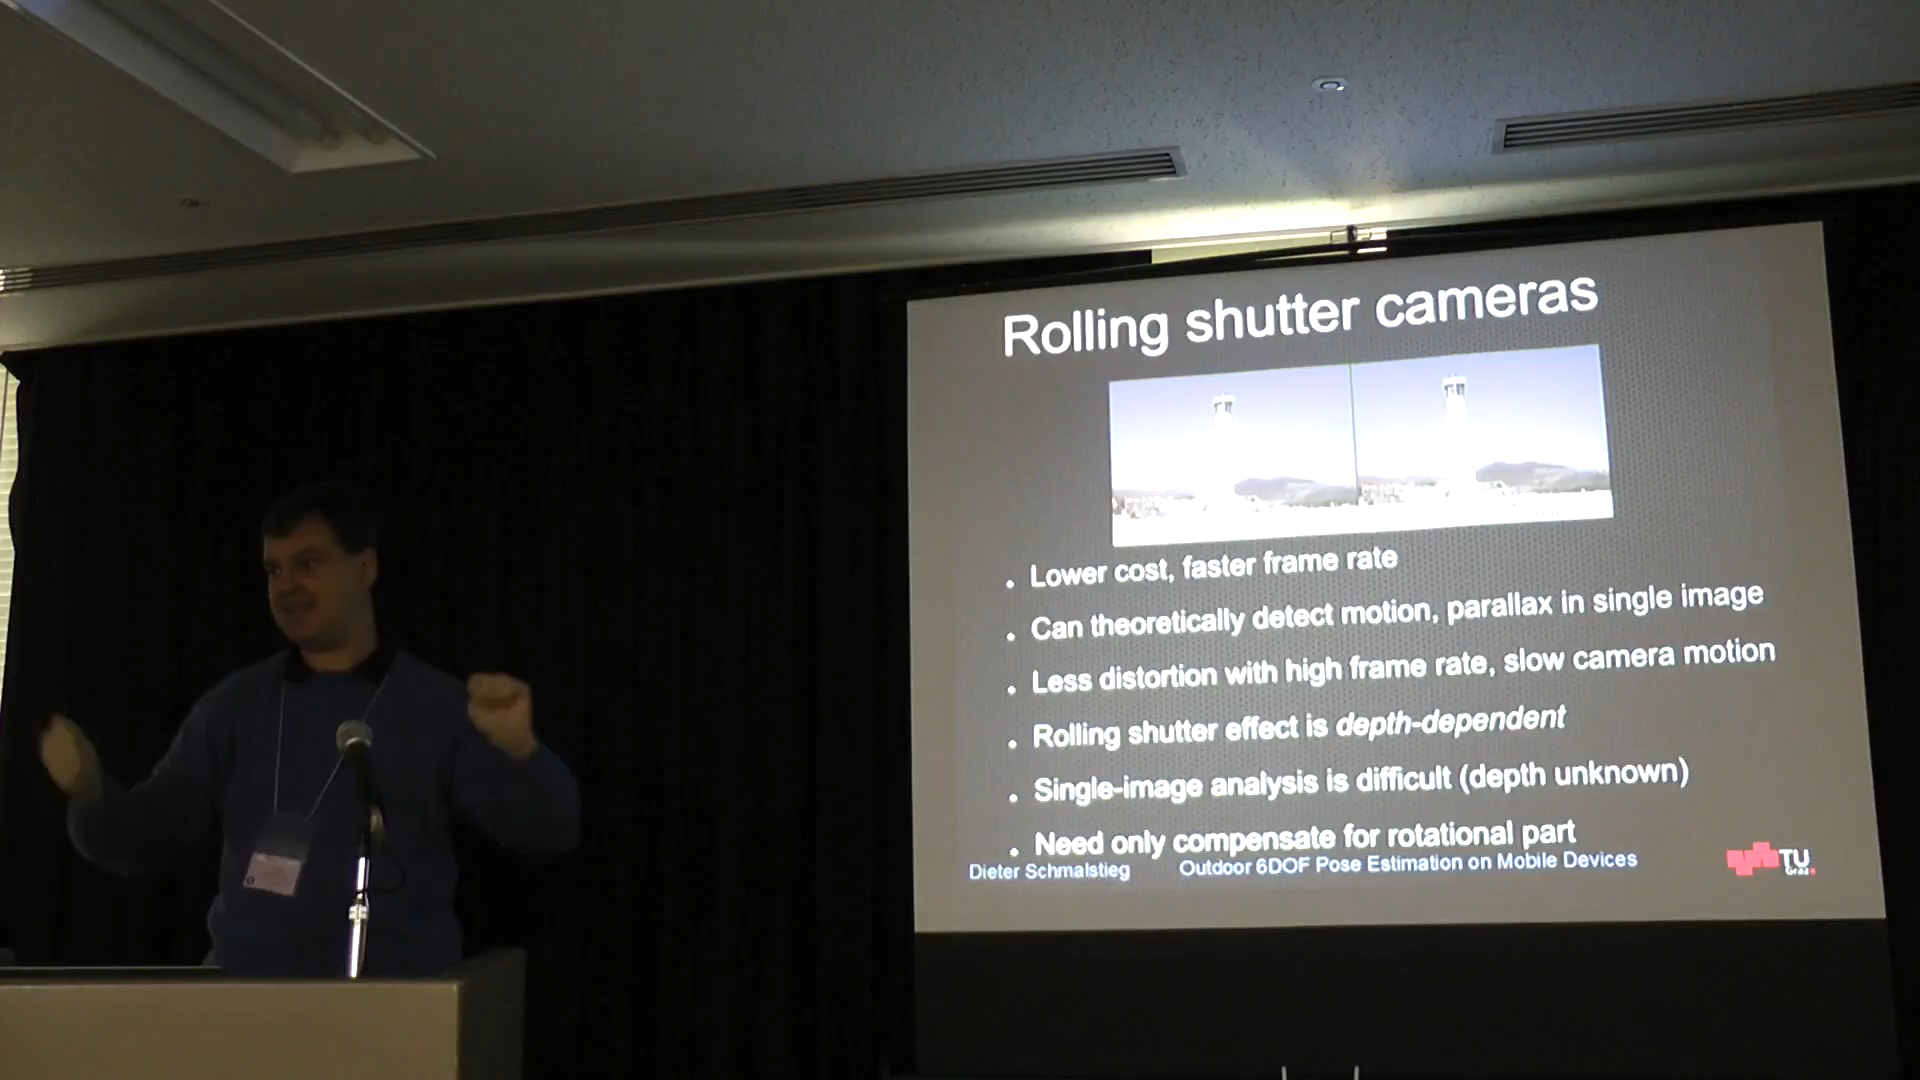 Rolling shutter cameras
Lower cost, faster frame rate
Can theoretically detect motion, parallax in single image
Less distortion with high frame rate, slow camera motion
Rolling shutter effect is depth-dependent
Single-image analysis is difficult (depth unknown)
Need only compensate for rotational part
Dieter Schmalstieg Outdoor 6DOF Pose Estimation on Mobile Devices
TU
Graz